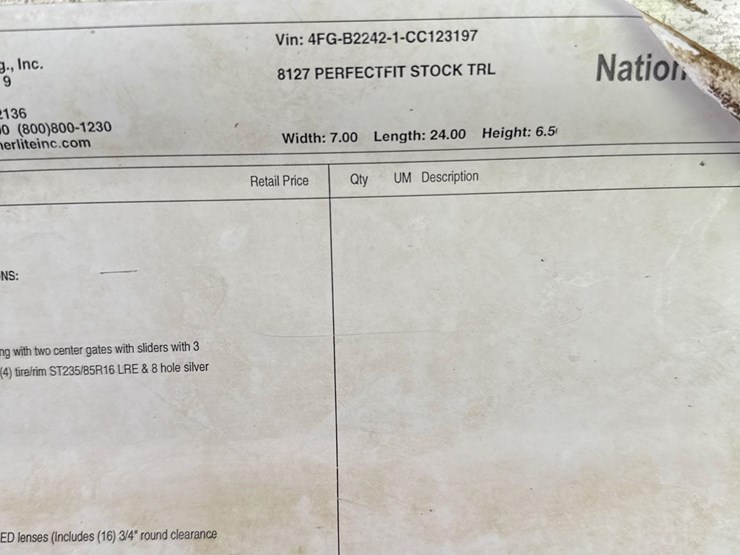 Vin: 4FG-B2242-1-CC123197
g., Inc.
9
8127 PERFECTFIT STOCK TRL
Nation
2136
00 (800)800-1230
nerliteinc.com
Width: 7.00 Length: 24.00 Height: 6.5
Retail Price Qty UM Description
NS:
ng with two center gates with sliders with 3
(4) tire/rim ST235/85R16 LRE & 8 hole silver
ED lenses (Includes (16) 3/4" round clearance